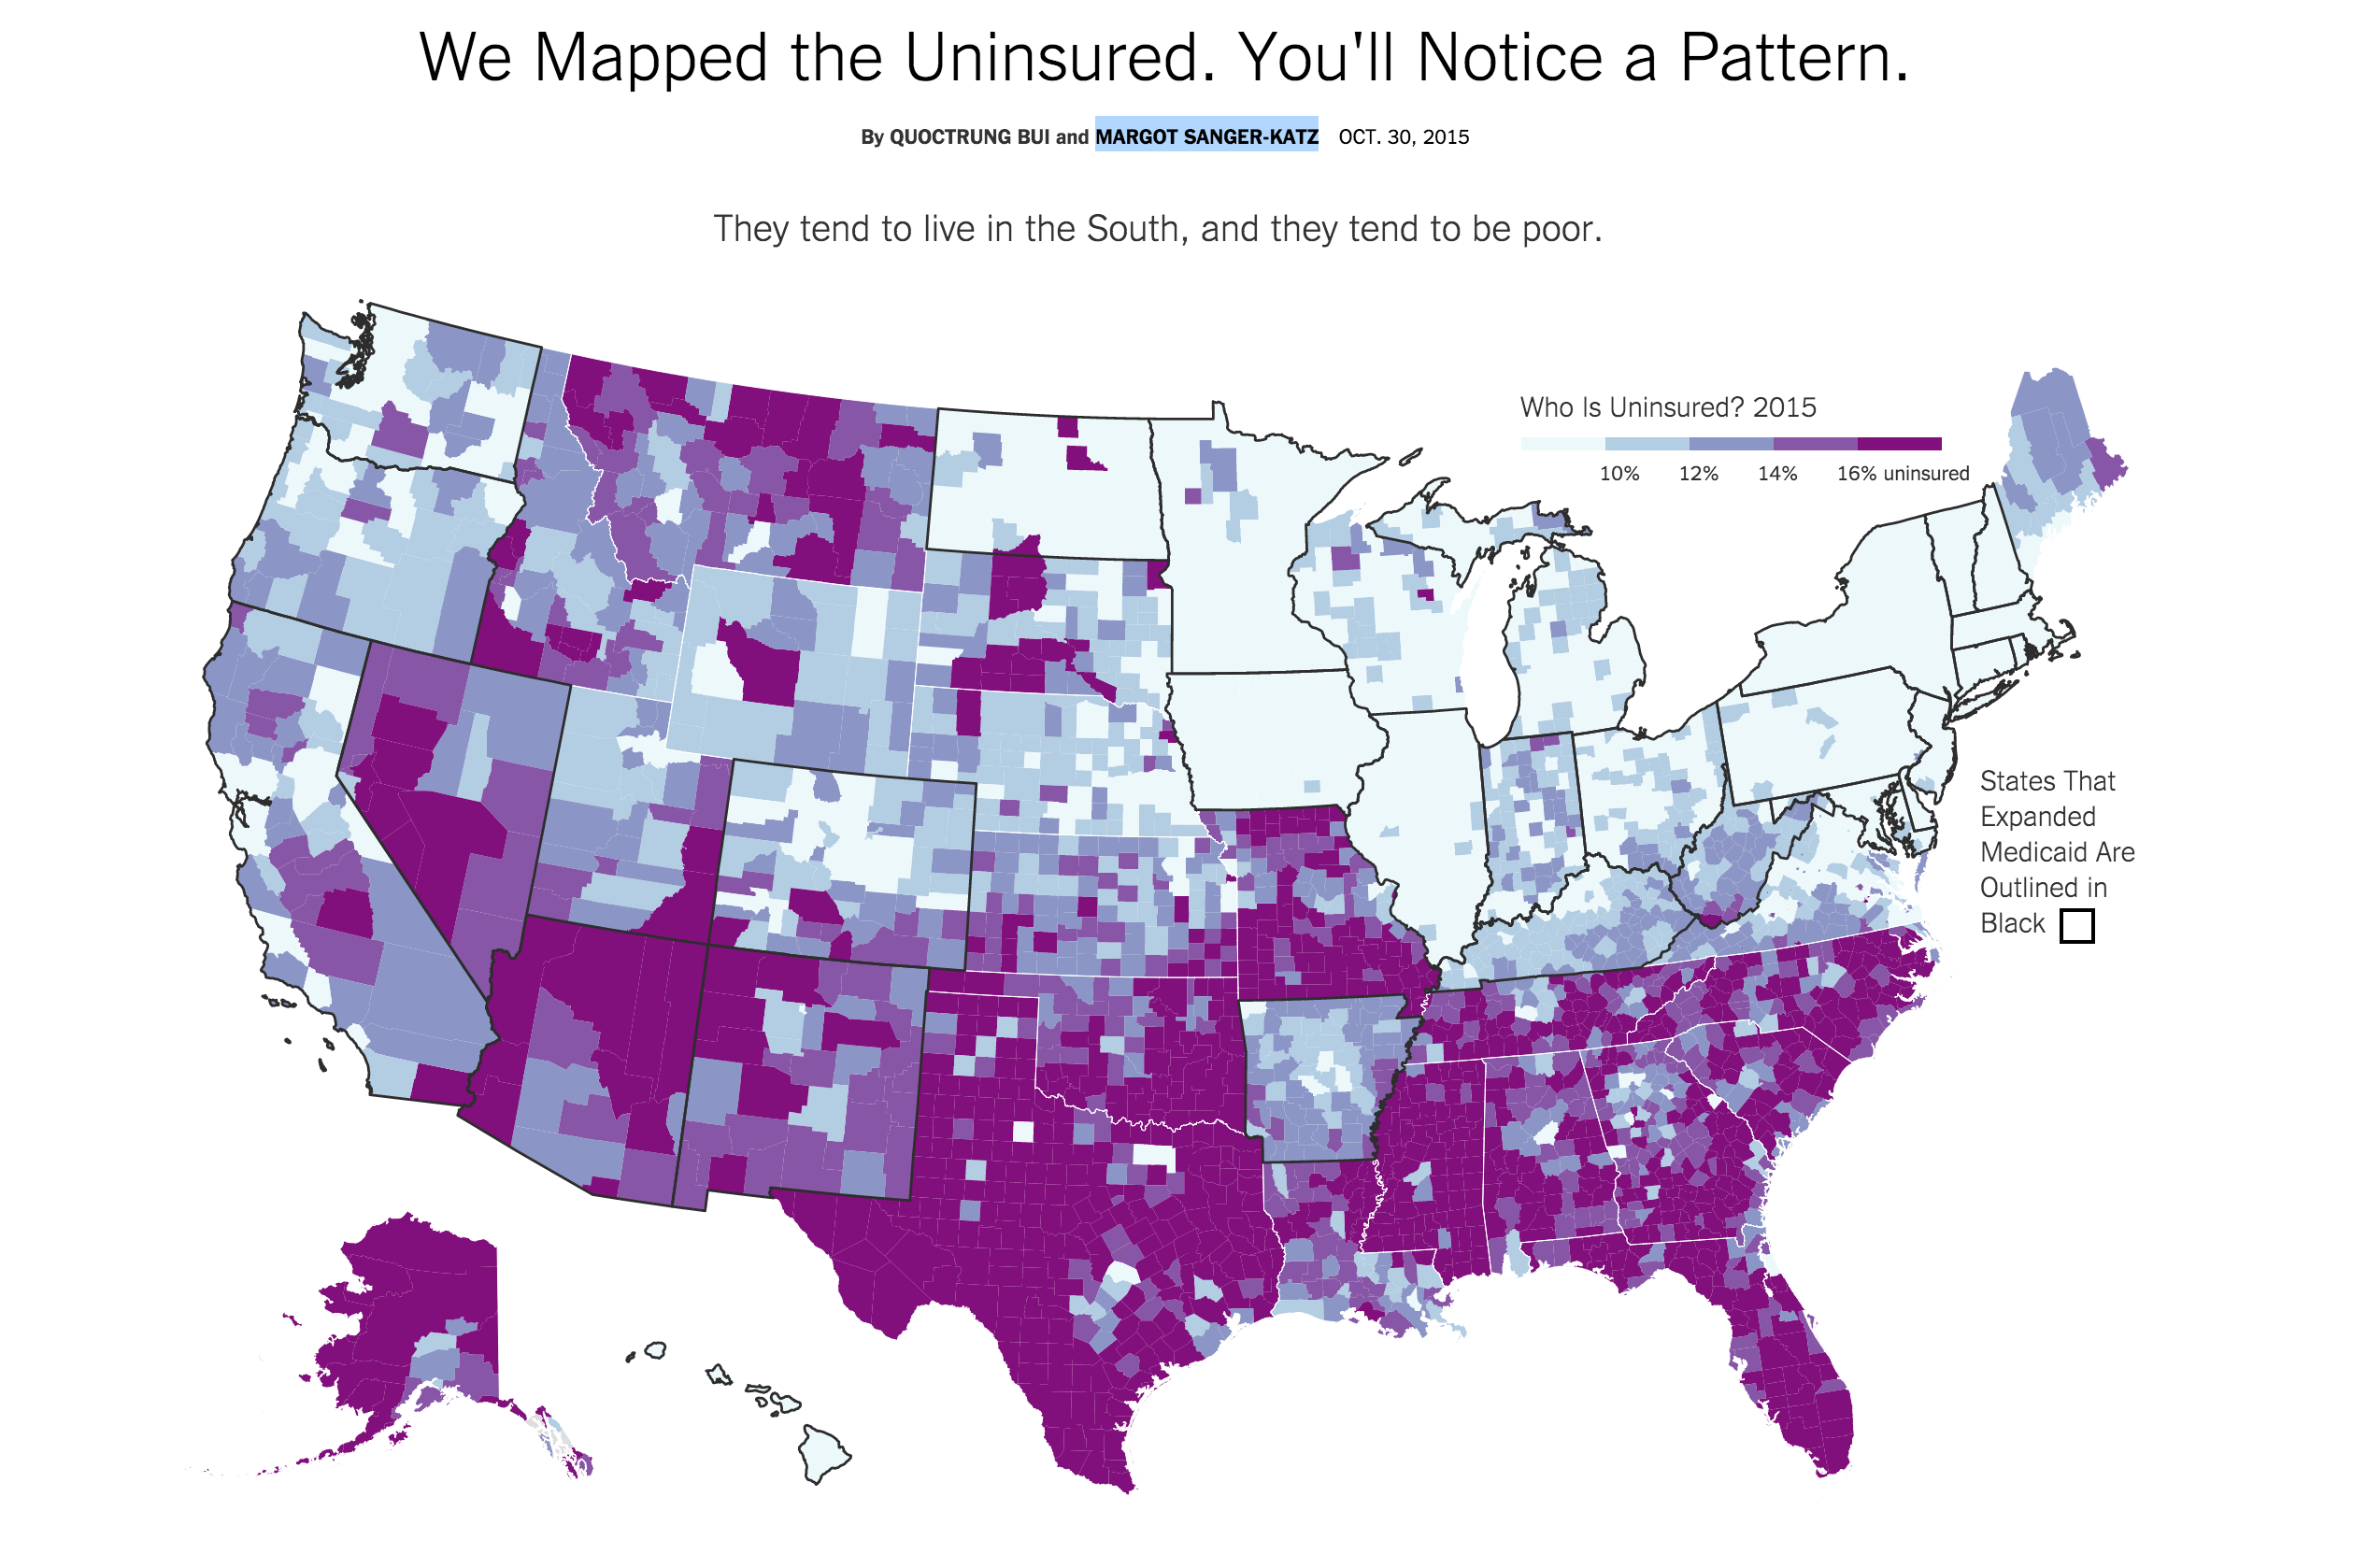 We Mapped the Uninsured. You'll Notice a Pattern.
By QUOCTRUNG BUI and MARGOT SANGER-KATZ OCT. 30, 2015
They tend to live in the South, and they tend to be poor.
Who Is Uninsured? 2015
10% 12% 14% 16% uninsured
States That
Expanded
Medicaid Are
Outlined in
Black